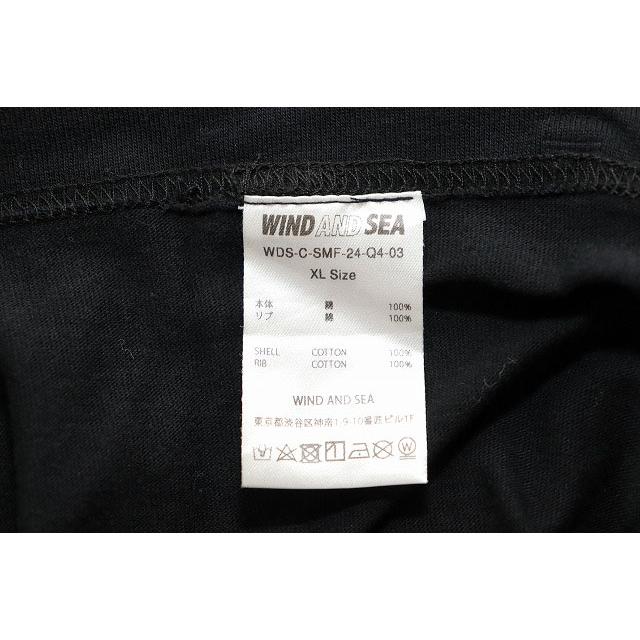 WIND AND SEA
WDS-C-SMF-24-Q4-03
XL Size
本体 綿 100%
リブ 綿 100%
SHELL COTTON 100%
RIB COTTON 100%
WIND AND SEA
東京都渋谷区神南1-9-10番匠ビル1F